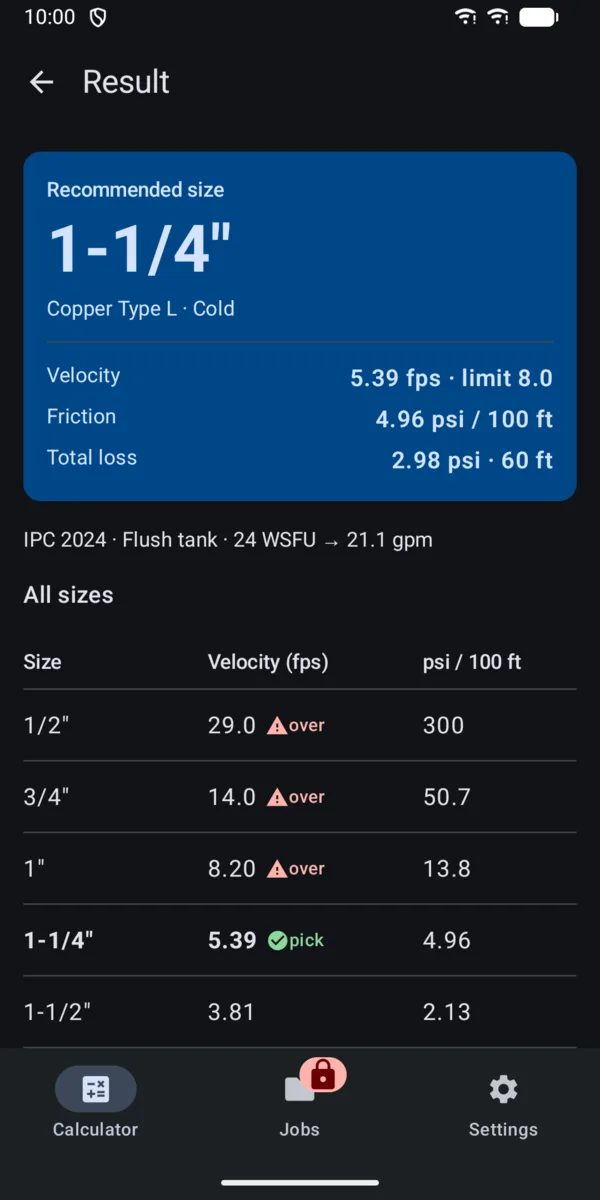 10:00
Result
Recommended size
1-1/4"
Copper Type L · Cold
Velocity 5.39 fps · limit 8.0
Friction 4.96 psi / 100 ft
Total loss 2.98 psi · 60 ft
IPC 2024 · Flush tank · 24 WSFU → 21.1 gpm
All sizes
Size Velocity (fps) psi / 100 ft
1/2" 29.0 over 300
3/4" 14.0 over 50.7
1" 8.20 over 13.8
1-1/4" 5.39 pick 4.96
1-1/2" 3.81 2.13
Calculator Jobs Settings